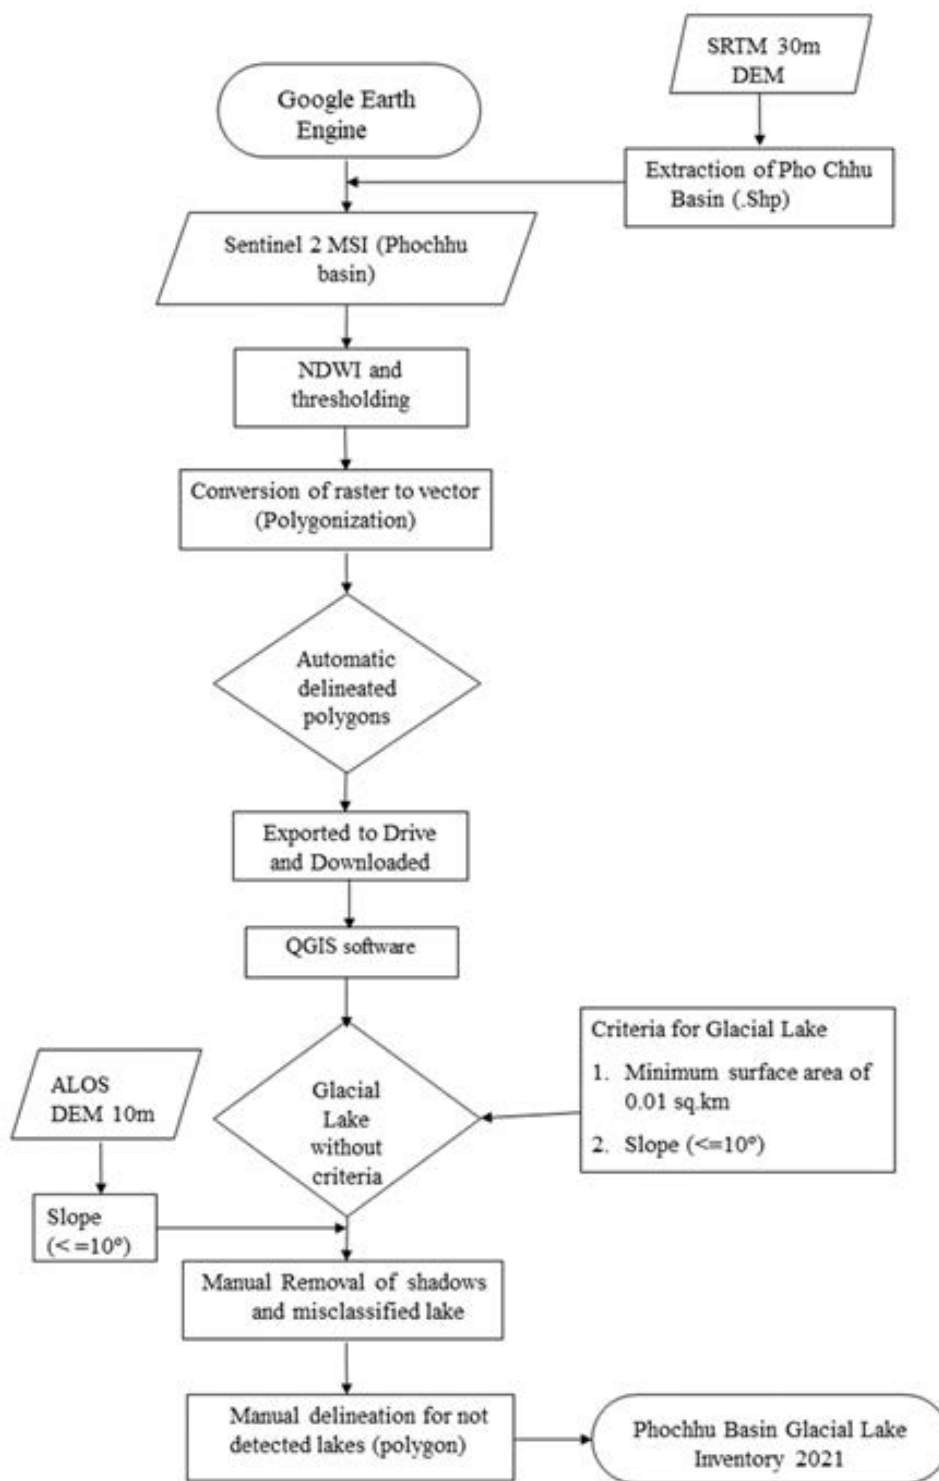 SRTM 30m
DEM
Google Earth
Engine
Extraction of Pho Chhu
Basin (.Shp)
Sentinel 2 MSI (Phochhu
basin)
NDWI and
thresholding
Conversion of raster to vector
(Polygonization)
Automatic
delineated
polygons
Exported to Drive
and Downloaded
QGIS software
Criteria for Glacial Lake
1. Minimum surface area of
0.01 sq.km
2. Slope (<=10°)
ALOS
DEM 10m
Glacial
Lake
without
criteria
Slope
(< =10°)
Manual Removal of shadows
and misclassified lake
Manual delineation for not
detected lakes (polygon)
Phochhu Basin Glacial Lake
Inventory 2021